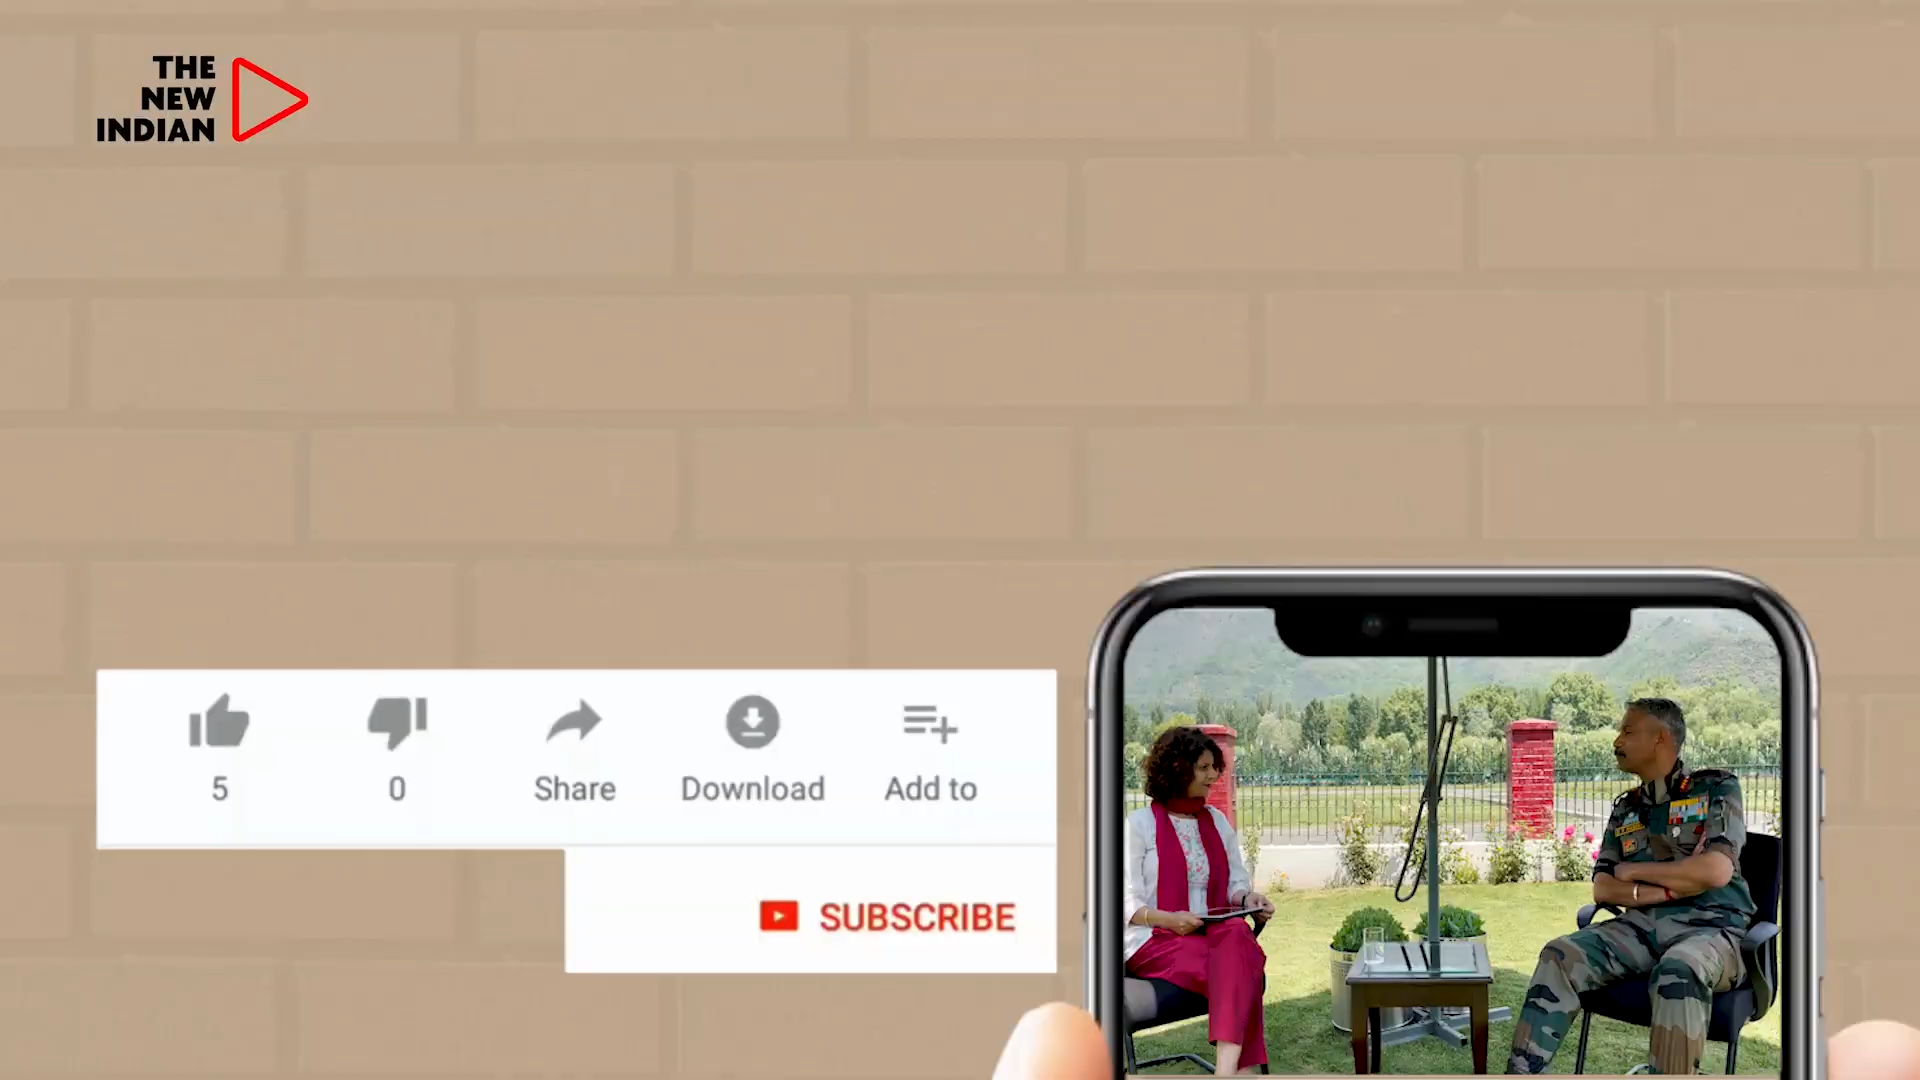 THE
NEW
INDIAN
5 0 Share Download Add to
SUBSCRIBE